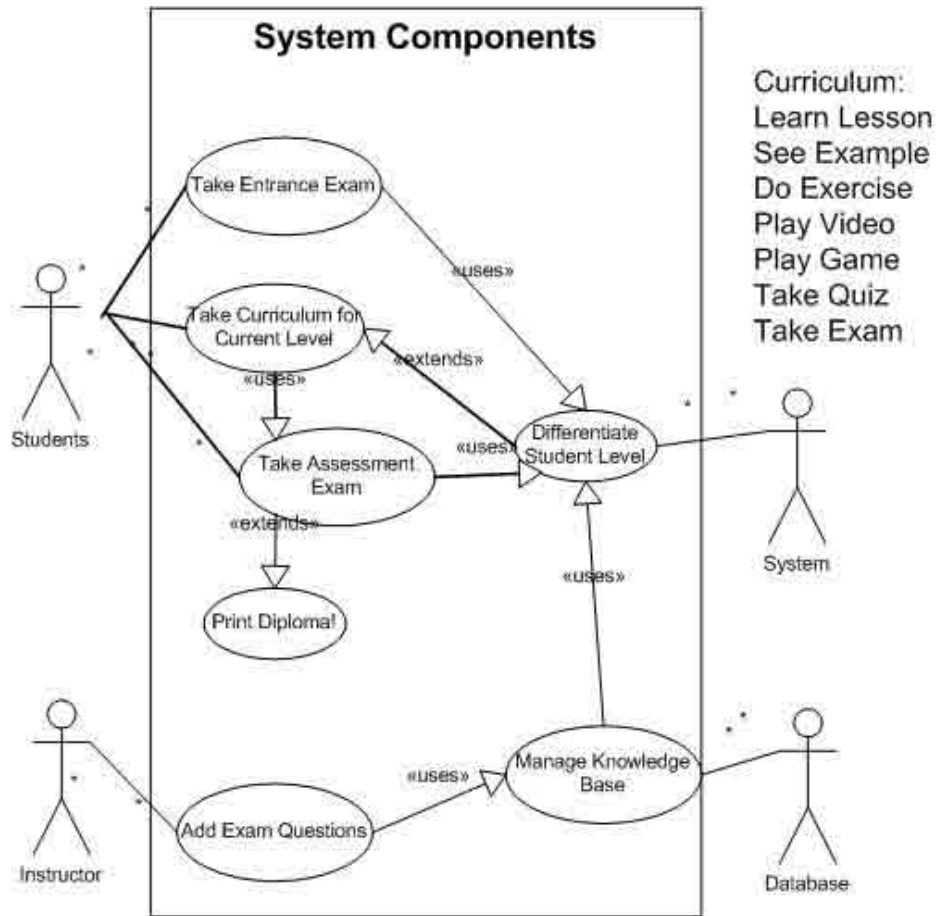 System Components
Curriculum:
Learn Lesson
See Example
Do Exercise
Play Video
Play Game
Take Quiz
Take Exam
Take Entrance Exam
«uses»
Take Curriculum for
Current Level
«extends»
«uses»
Students
Differentiate
Student Level
«uses»
Take Assessment
Exam
«extends»
System
«uses»
Print Diploma!
Manage Knowledge
Base
«uses»
Add Exam Questions
Instructor
Database